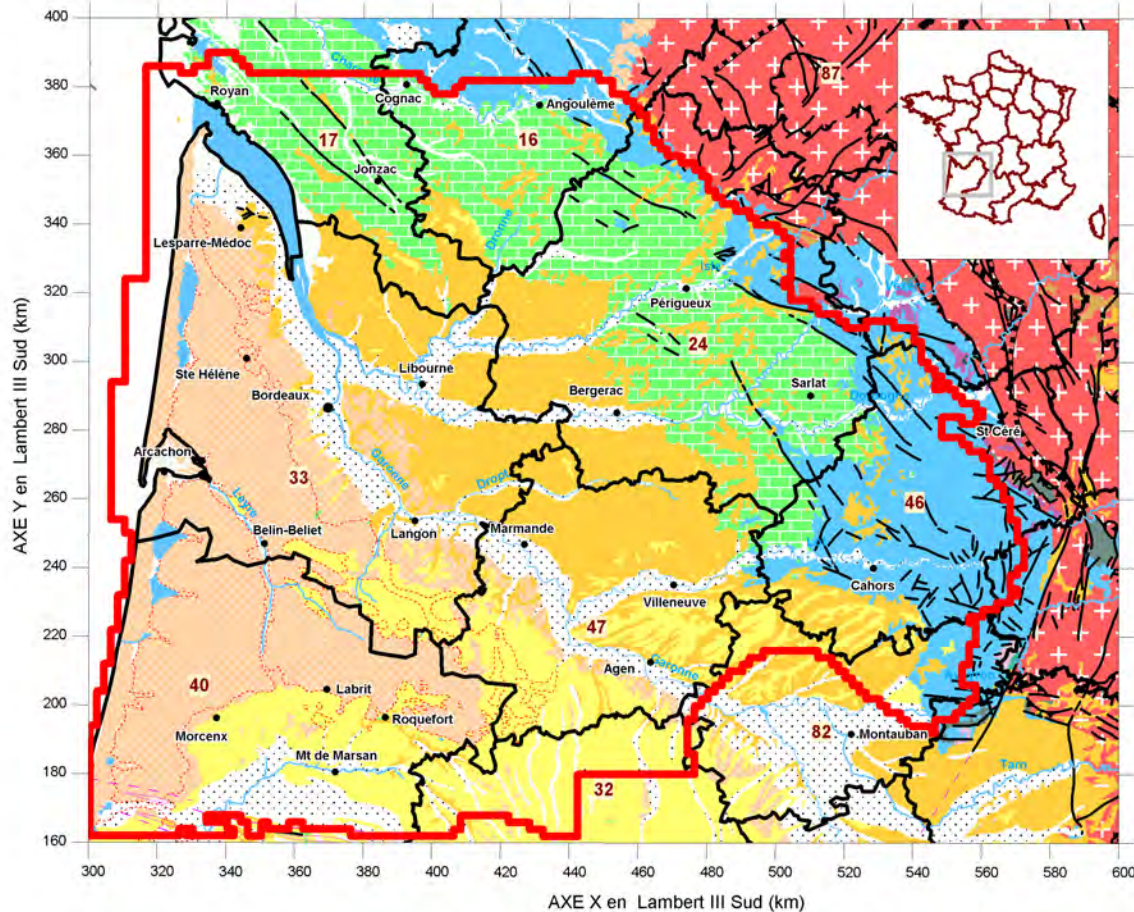 AXE Y en Lambert III Sud (km)
400
380
360
340
320
300
280
260
240
220
200
180
160
300
320
340
360
380
400
420
440
460
480
500
520
540
560
580
600
AXE X en Lambert III Sud (km)
87
Royan
Cognac
Angoulême
17
16
Jonzac
Dronne
Lesparre-Médoc
Périgueux
24
Ste Hélène
Libourne
Bordeaux
Bergerac
Sarlat
St Céré
Arcachon
33
Garonne
Dropt
46
Leyre
Belin-Beliet
Langon
Marmande
Cahors
Villeneuve
47
Agen
Garonne
40
Labrit
Morcenx
Roquefort
82
Montauban
Mt de Marsan
32
Tarn